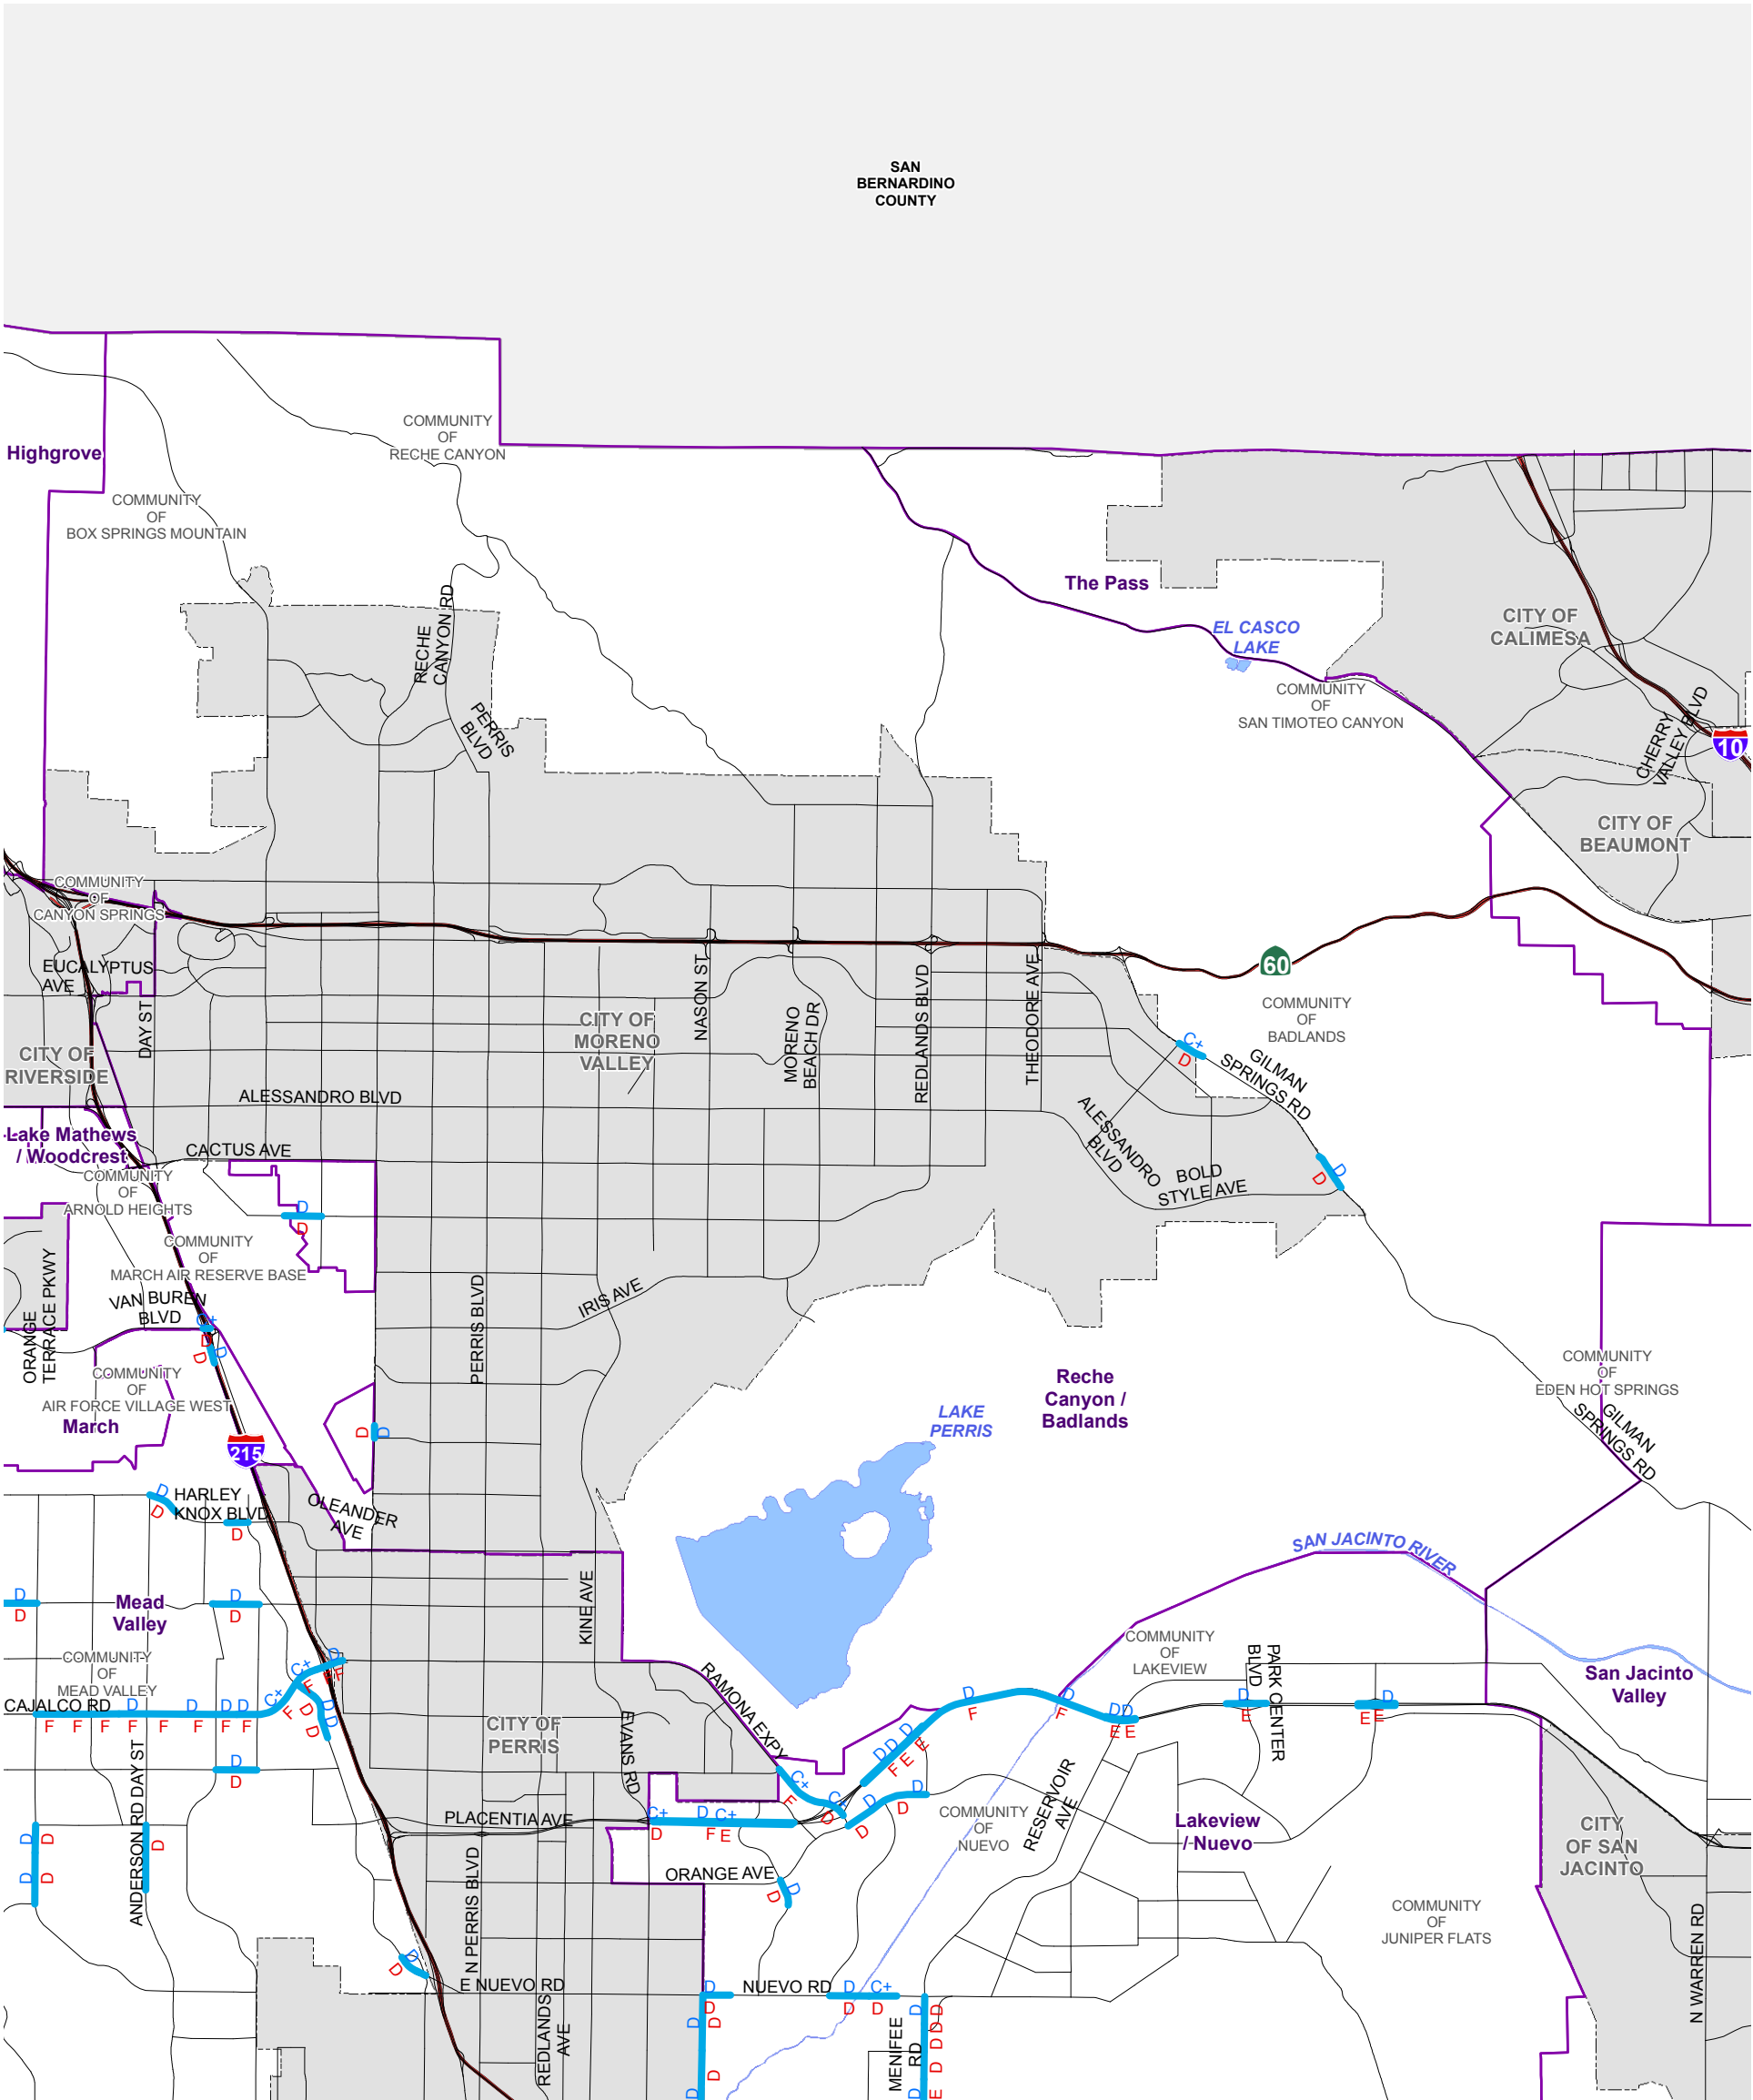 SAN
BERNARDINO
COUNTY
COMMUNITY
OF
RECHE CANYON
Highgrove
COMMUNITY
OF
BOX SPRINGS MOUNTAIN
The Pass
EL CASCO
LAKE
CITY OF
CALIMESA
RECHE
CANYON RD
COMMUNITY
OF
SAN TIMOTEO CANYON
PERRIS
BLVD
CHERRY
VALLEY BLVD
10
CITY OF
BEAUMONT
COMMUNITY
OF
CANYON SPRINGS
EUCALYPTUS
AVE
60
DAY ST
NASON ST
MORENO
BEACH DR
REDLANDS BLVD
THEODORE AVE
COMMUNITY
OF
BADLANDS
CITY OF
MORENO
VALLEY
CITY OF
RIVERSIDE
C+
D
GILMAN
SPRINGS RD
ALESSANDRO BLVD
ALESSANDRO
BLVD
Lake Mathews
/ Woodcrest
CACTUS AVE
COMMUNITY
OF
ARNOLD HEIGHTS
BOLD
STYLE AVE
D
D
D
D
COMMUNITY
OF
MARCH AIR RESERVE BASE
ORANGE
TERRACE PKWY
VAN BUREN
BLVD
C+
D
D
D
PERRIS BLVD
IRIS AVE
COMMUNITY
OF
AIR FORCE VILLAGE WEST
March
Reche
Canyon /
Badlands
COMMUNITY
OF
EDEN HOT SPRINGS
GILMAN
SPRINGS RD
LAKE
PERRIS
D
D
215
D
D
HARLEY
KNOX BLVD
D
OLEANDER
AVE
SAN JACINTO RIVER
D
D
D
D
Mead
Valley
KINE AVE
COMMUNITY
OF
MEAD VALLEY
COMMUNITY
OF
LAKEVIEW
PARK CENTER
BLVD
San Jacinto
Valley
RAMONA EXPY
C+
F
D
F
CAJALCO RD
D
D
D
D
C+
F
F
F
F
F
F
F
F
F
D
D
D
D
D
F
D
F
D
D
E
E
D
E
D
E
E
CITY OF
PERRIS
EVANS RD
D
D
D
D
D
F
E
C+
F
C+
D
D
D
D
D
PLACENTIA AVE
C+
D
D
C+
F
E
COMMUNITY
OF
NUEVO
RESERVOIR
AVE
Lakeview
/ Nuevo
CITY
OF SAN
JACINTO
ANDERSON RD
DAY ST
D
D
D
D
D
ORANGE AVE
D
D
N PERRIS BLVD
COMMUNITY
OF
JUNIPER FLATS
N WARREN RD
D
D
E NUEVO RD
REDLANDS
AVE
D
D
NUEVO RD
D
D
C+
D
D
D
D
D
MENIFEE
RD
D
D
D
D
D
D
E